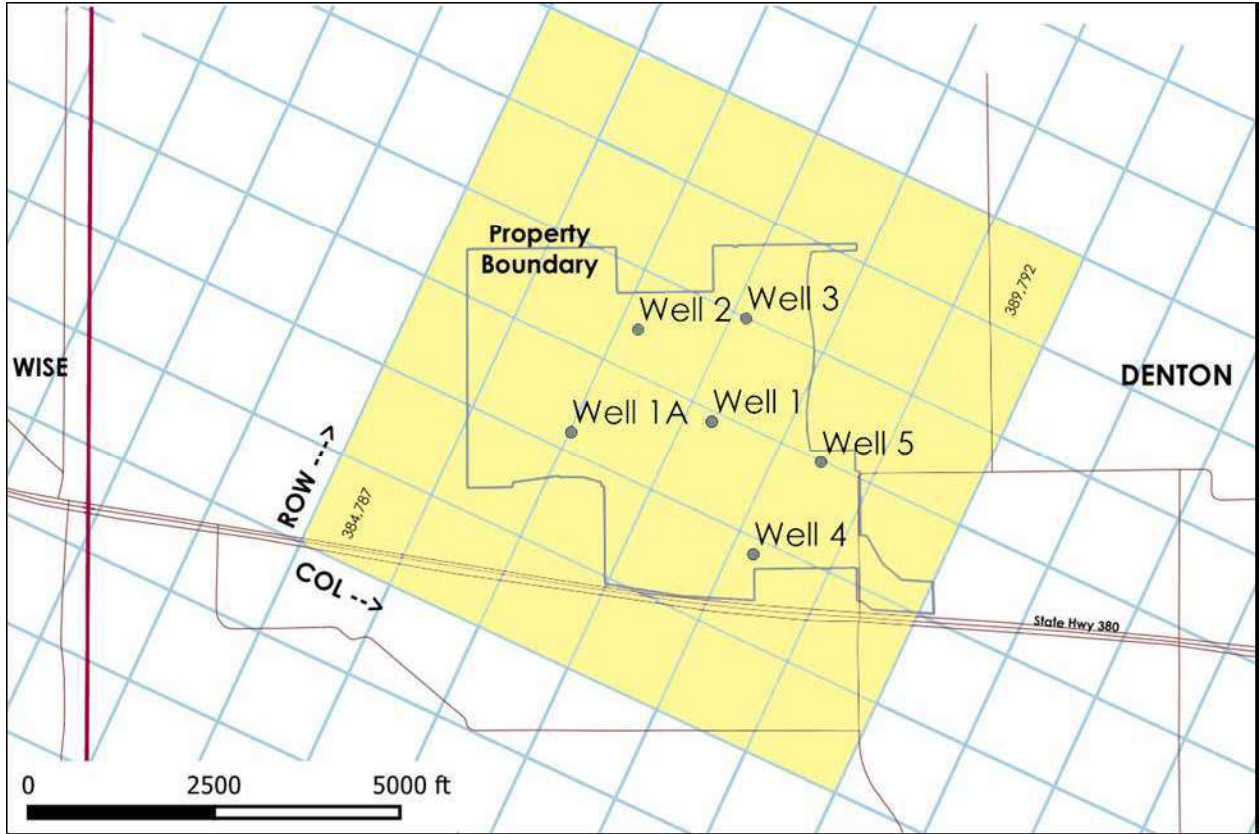 Property
Boundary
389,792
Well 2
Well 3
WISE
DENTON
Well 1A
Well 1
Well 5
ROW --->
384,787
Well 4
COL -->
State Hwy 380
0 2500 5000 ft